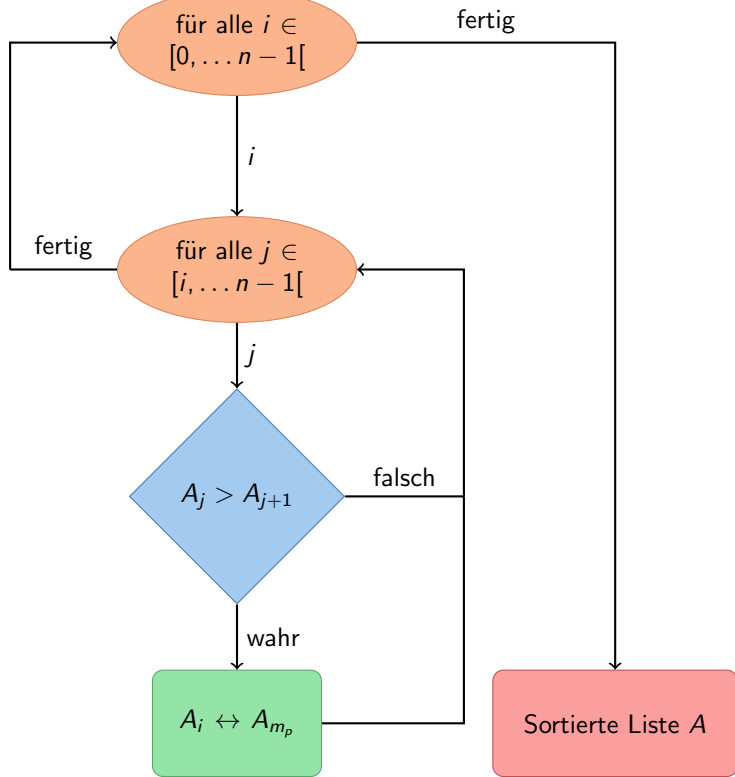 für alle i ∈
[0, … n − 1[
fertig
i
fertig
für alle j ∈
[i, … n − 1[
j
A_j > A_{j+1}
falsch
wahr
A_i ↔ A_{m_p}
Sortierte Liste A